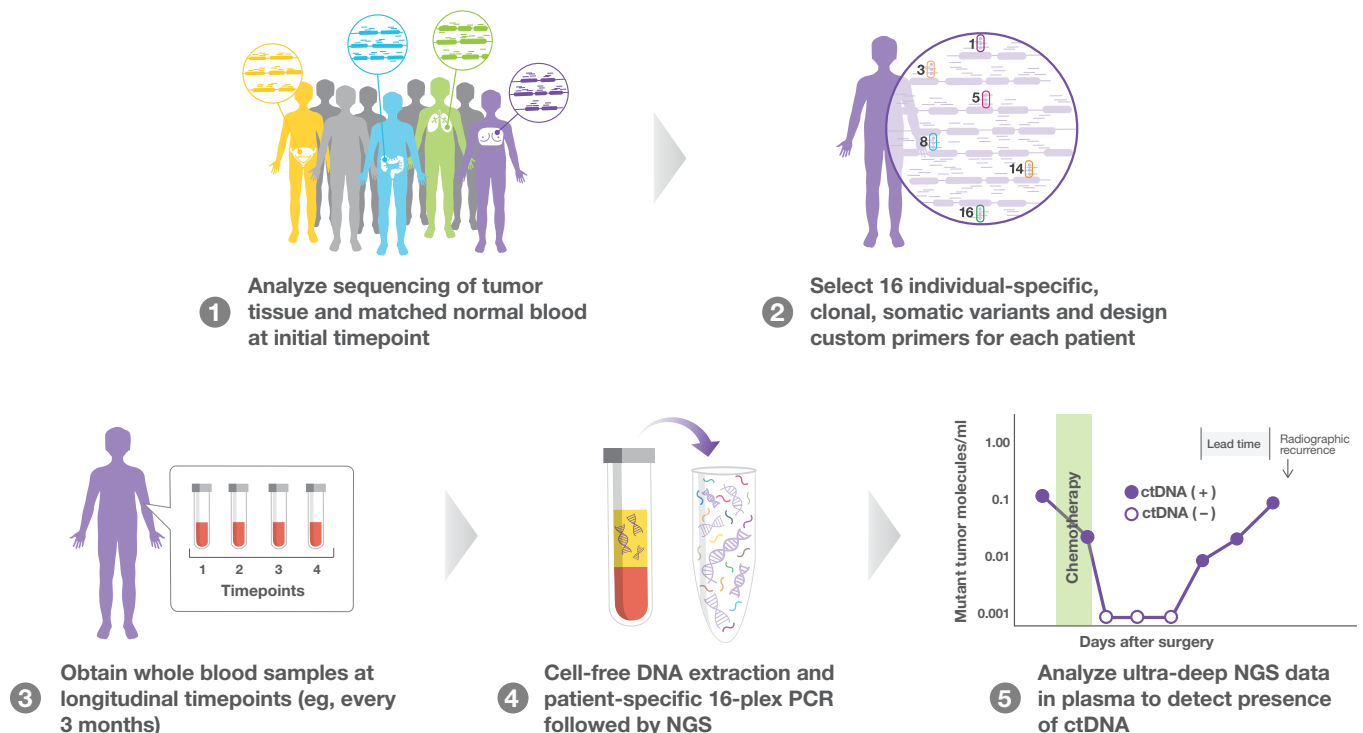 1
3
5
8
14
16
1
Analyze sequencing of tumor
tissue and matched normal blood
at initial timepoint
2
Select 16 individual-specific,
clonal, somatic variants and design
custom primers for each patient
1 2 3 4
Timepoints
3
Obtain whole blood samples at
longitudinal timepoints (eg, every
3 months)
4
Cell-free DNA extraction and
patient-specific 16-plex PCR
followed by NGS
Mutant tumor molecules/ml
1.00
0.1
0.01
0.001
Chemotherapy
ctDNA (+)
ctDNA (−)
Lead time
Radiographic
recurrence
Days after surgery
5
Analyze ultra-deep NGS data
in plasma to detect presence
of ctDNA